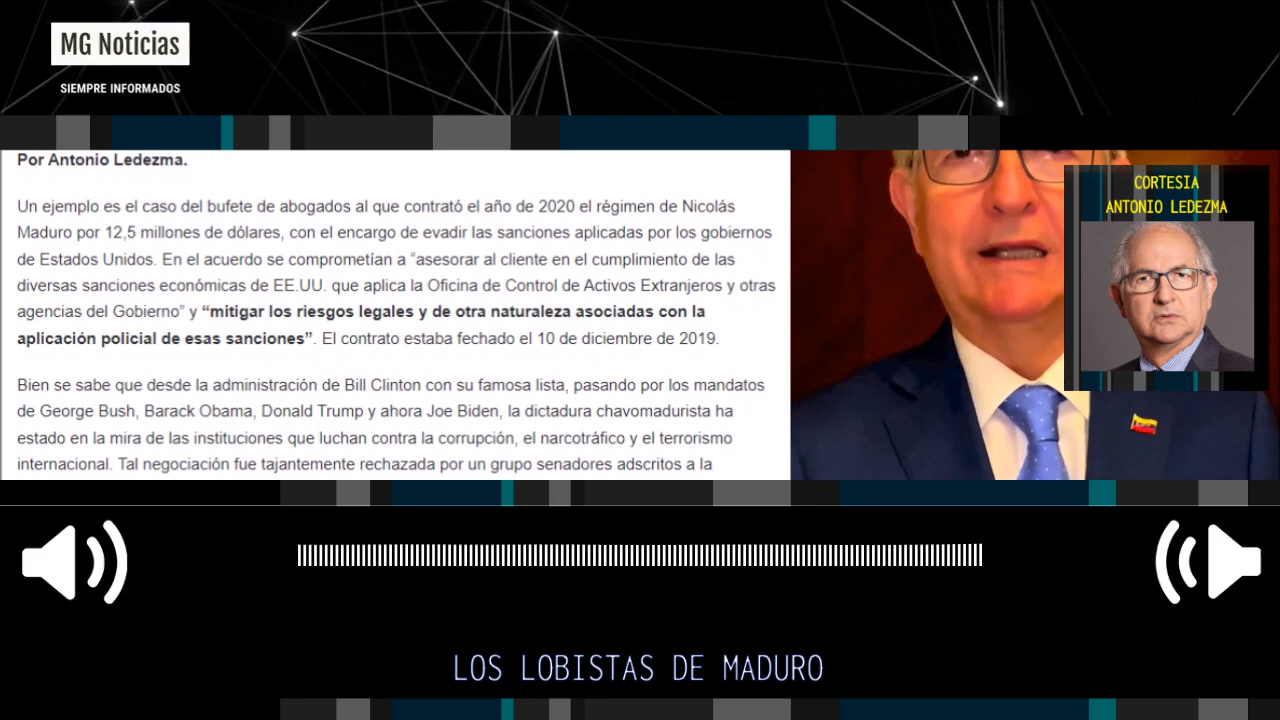 MG Noticias
SIEMPRE INFORMADOS
Por Antonio Ledezma.
Un ejemplo es el caso del bufete de abogados al que contrató el año de 2020 el régimen de Nicolás
Maduro por 12,5 millones de dólares, con el encargo de evadir las sanciones aplicadas por los gobiernos
de Estados Unidos. En el acuerdo se comprometían a “asesorar al cliente en el cumplimiento de las
diversas sanciones económicas de EE.UU. que aplica la Oficina de Control de Activos Extranjeros y otras
agencias del Gobierno” y “mitigar los riesgos legales y de otra naturaleza asociadas con la
aplicación policial de esas sanciones”. El contrato estaba fechado el 10 de diciembre de 2019.
Bien se sabe que desde la administración de Bill Clinton con su famosa lista, pasando por los mandatos
de George Bush, Barack Obama, Donald Trump y ahora Joe Biden, la dictadura chavomadurista ha
estado en la mira de las instituciones que luchan contra la corrupción, el narcotráfico y el terrorismo
internacional. Tal negociación fue tajantemente rechazada por un grupo senadores adscritos a la
CORTESIA
ANTONIO LEDEZMA
LOS LOBISTAS DE MADURO